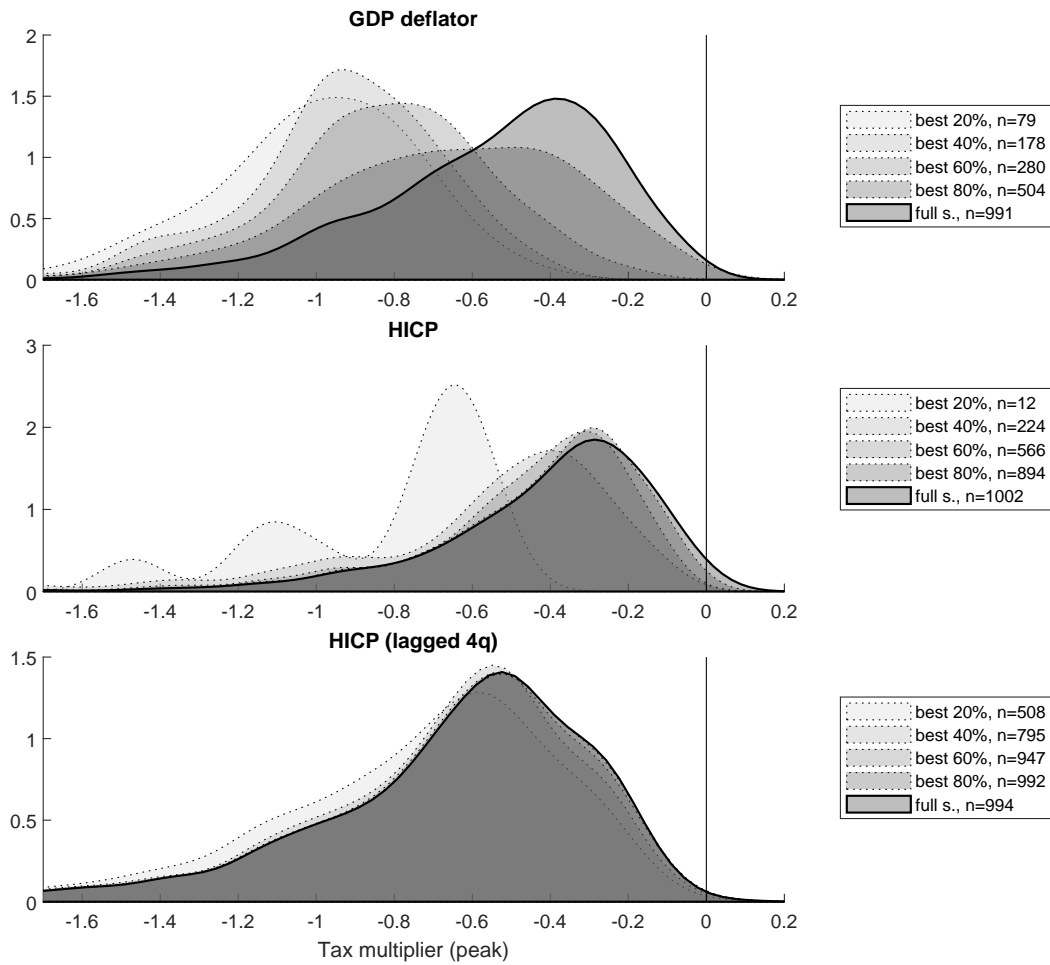 GDP deflator
2
1.5
1
0.5
0
-1.6 -1.4 -1.2 -1 -0.8 -0.6 -0.4 -0.2 0 0.2
best 20%, n=79
best 40%, n=178
best 60%, n=280
best 80%, n=504
full s., n=991
HICP
3
2
1
0
-1.6 -1.4 -1.2 -1 -0.8 -0.6 -0.4 -0.2 0 0.2
best 20%, n=12
best 40%, n=224
best 60%, n=566
best 80%, n=894
full s., n=1002
HICP (lagged 4q)
1.5
1
0.5
0
-1.6 -1.4 -1.2 -1 -0.8 -0.6 -0.4 -0.2 0 0.2
Tax multiplier (peak)
best 20%, n=508
best 40%, n=795
best 60%, n=947
best 80%, n=992
full s., n=994